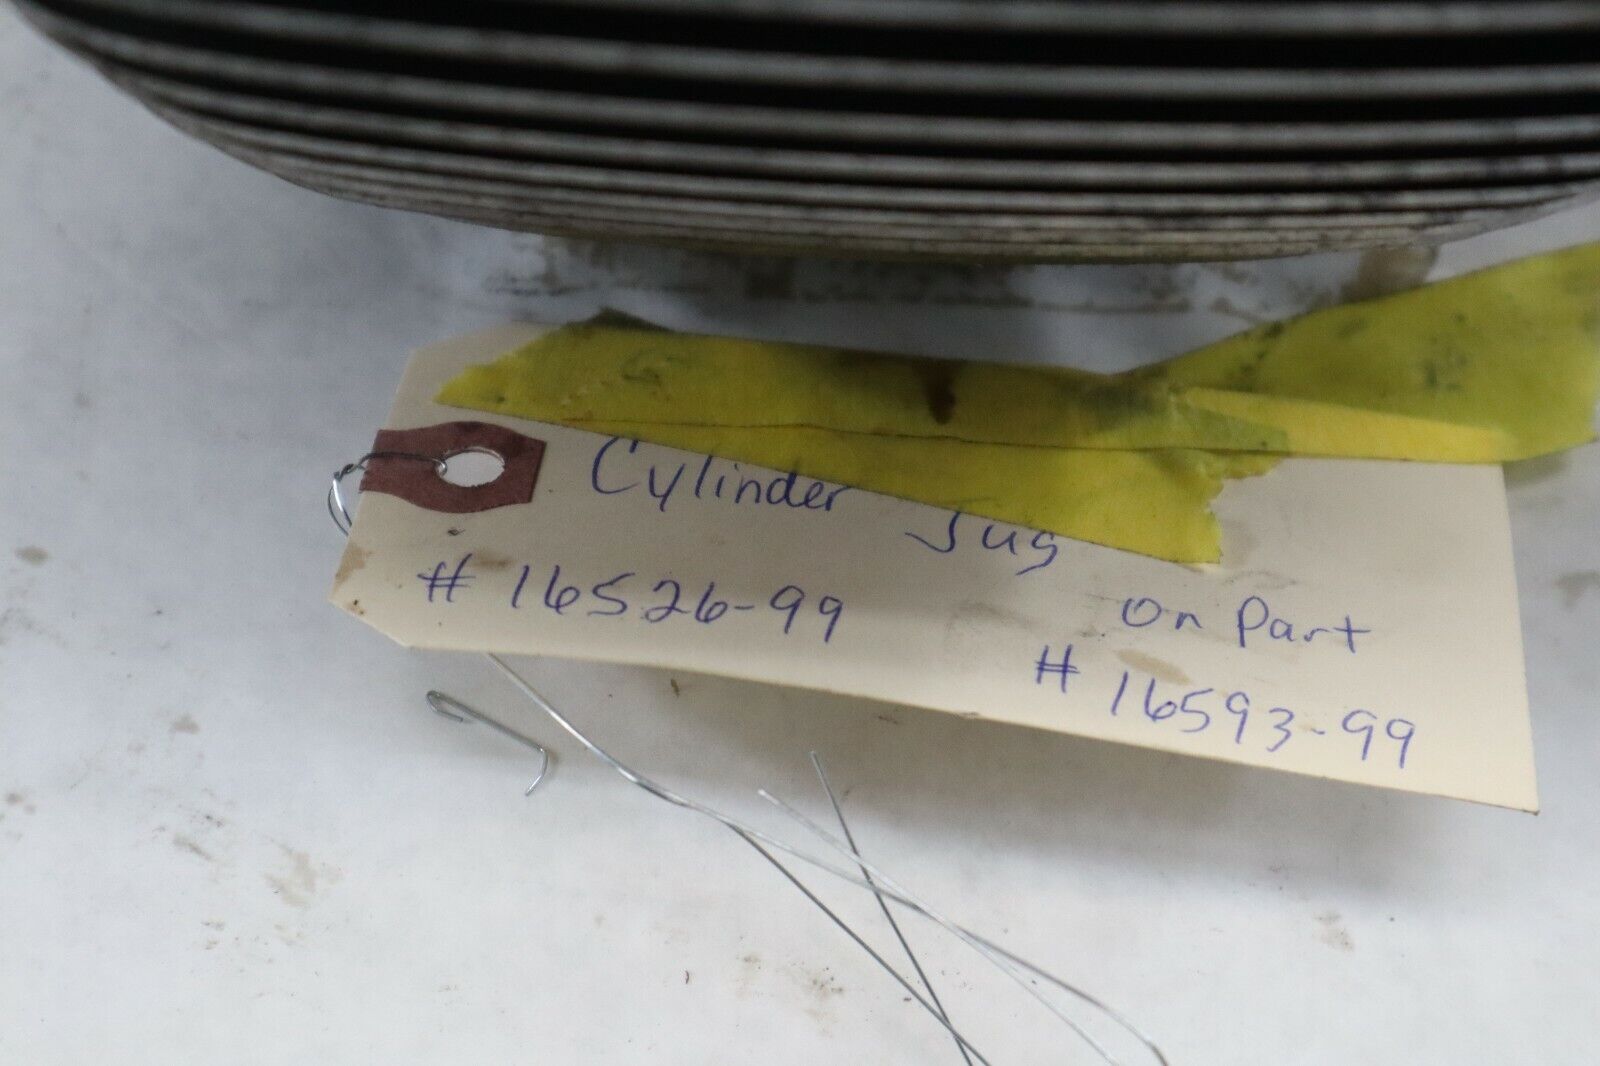 Cylinder Jug
# 16526-99
on Part
# 16593-99